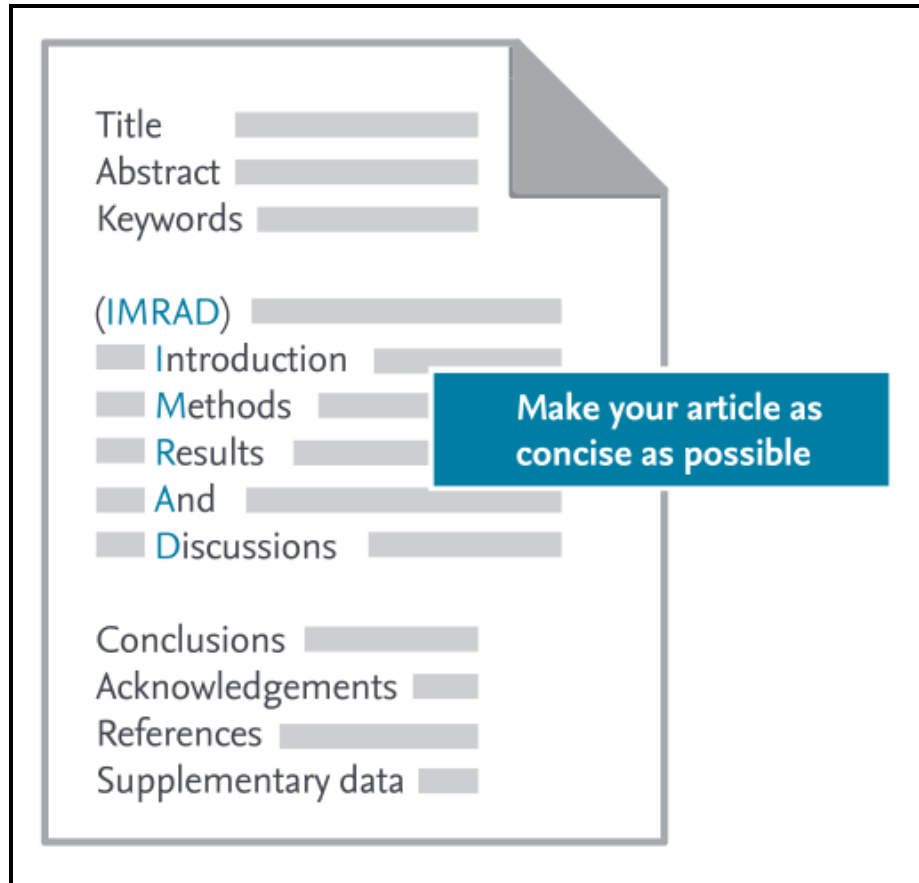 Title
Abstract
Keywords
(IMRAD)
Introduction
Methods
Results
And
Discussions
Make your article as
concise as possible
Conclusions
Acknowledgements
References
Supplementary data